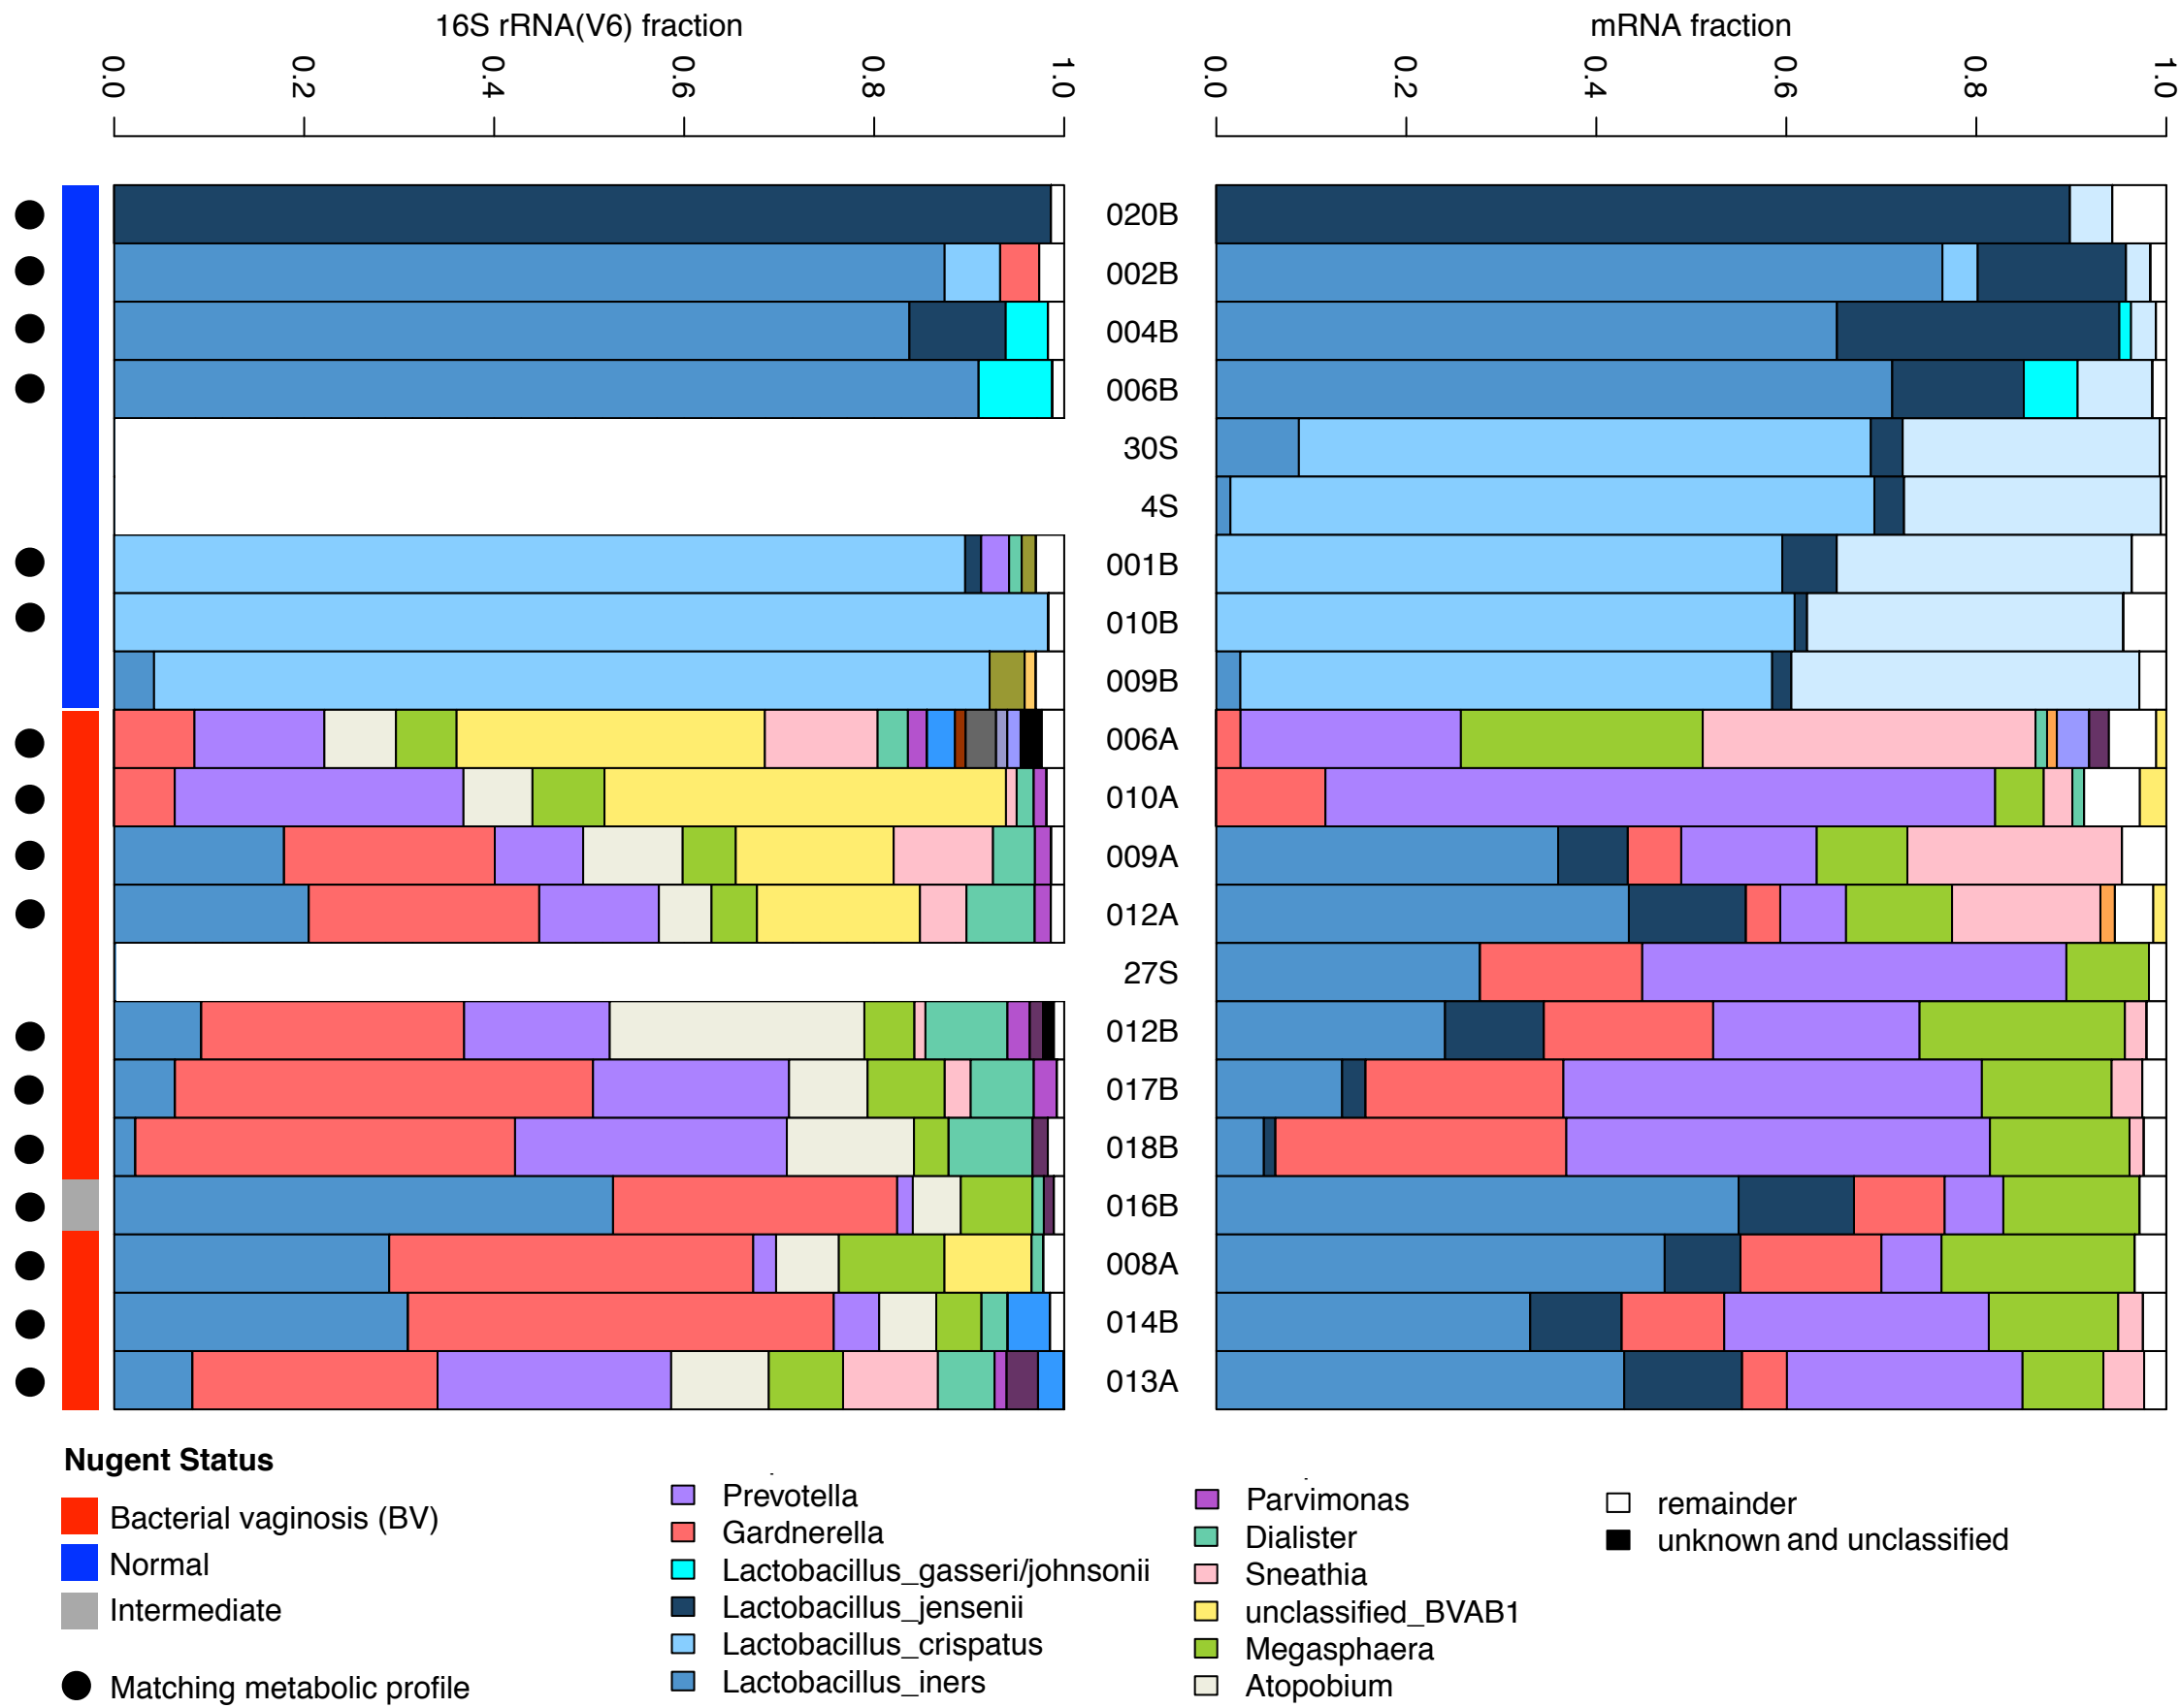 16S rRNA(V6) fraction
mRNA fraction
0.0 0.2 0.4 0.6 0.8 1.0
0.0 0.2 0.4 0.6 0.8 1.0
020B
002B
004B
006B
30S
4S
001B
010B
009B
006A
010A
009A
012A
27S
012B
017B
018B
016B
008A
014B
013A
Nugent Status
Bacterial vaginosis (BV)
Normal
Intermediate
Matching metabolic profile
Prevotella
Gardnerella
Lactobacillus_gasseri/johnsonii
Lactobacillus_jensenii
Lactobacillus_crispatus
Lactobacillus_iners
Parvimonas
Dialister
Sneathia
unclassified_BVAB1
Megasphaera
Atopobium
remainder
unknown and unclassified